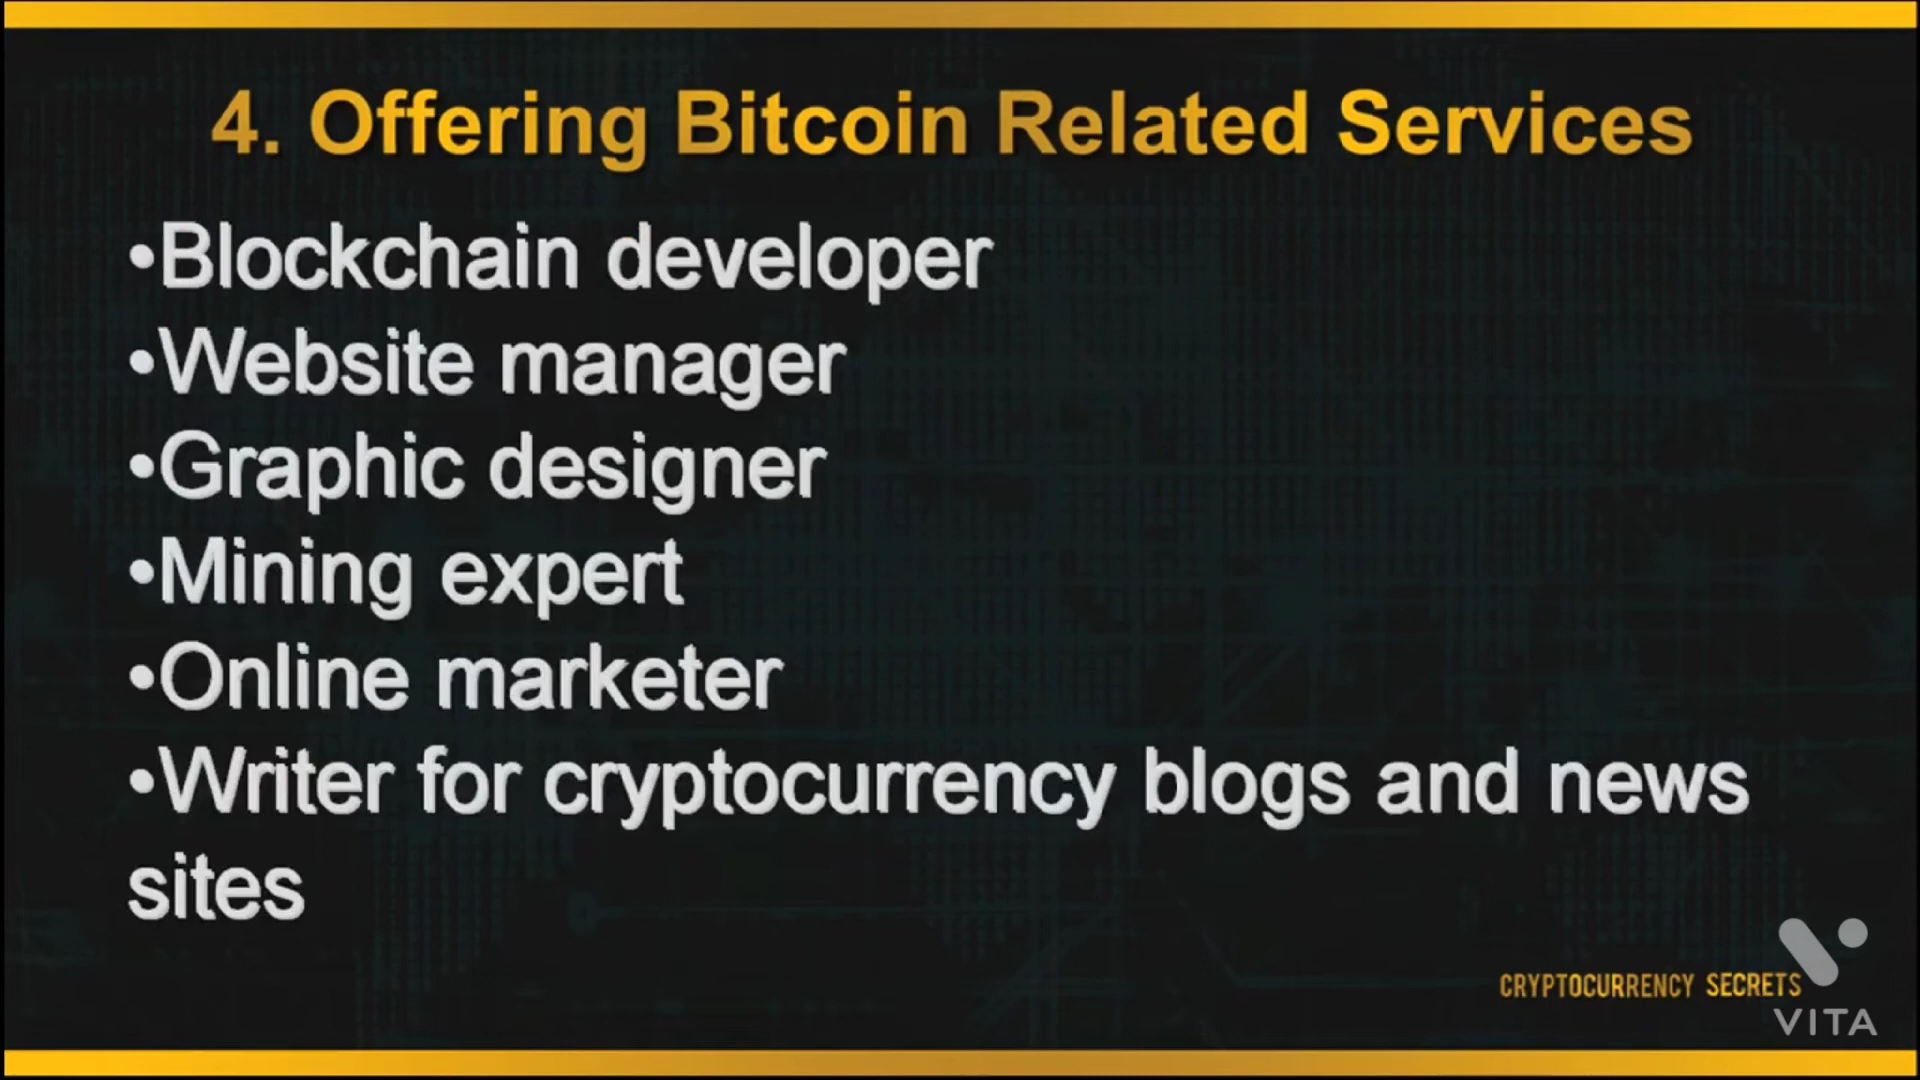 4. Offering Bitcoin Related Services
•Blockchain developer
•Website manager
•Graphic designer
•Mining expert
•Online marketer
•Writer for cryptocurrency blogs and news
sites
CRYPTOCURRENCY SECRETS
VITA